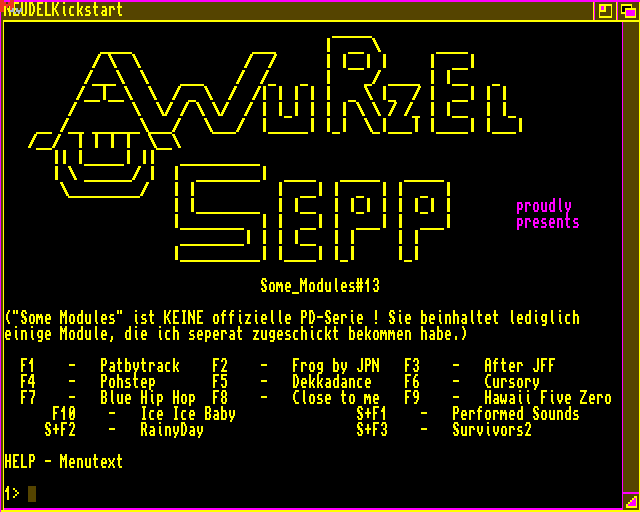 NEUDELKickstart
WURZEL
SEPP
proudly
presents
Some_Modules#13
("Some Modules" ist KEINE offizielle PD-Serie ! Sie beinhaltet lediglich
einige Module, die ich seperat zugeschickt bekommen habe.)
F1 - Patbytrack F2 - Frog by JPN F3 - After JFF
F4 - Pohstep F5 - Dekkadance F6 - Cursory
F7 - Blue Hip Hop F8 - Close to me F9 - Hawaii Five Zero
F10 - Ice Ice Baby S+F1 - Performed Sounds
S+F2 - RainyDay S+F3 - Survivors2
HELP - Menutext
1>